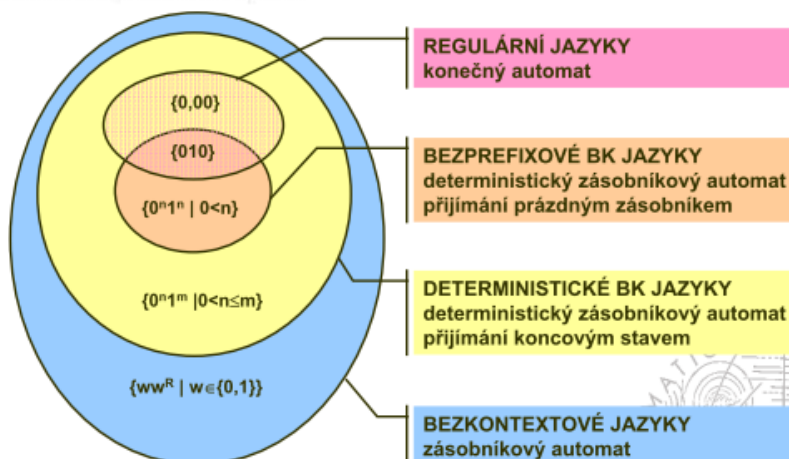 {0,00}
{010}
{0ⁿ1ⁿ | 0<n}
{0ⁿ1ᵐ |0<n≤m}
{wwᴿ | w∈{0,1}}
REGULÁRNÍ JAZYKY
konečný automat
BEZPREFIXOVÉ BK JAZYKY
deterministický zásobníkový automat
přijímání prázdným zásobníkem
DETERMINISTICKÉ BK JAZYKY
deterministický zásobníkový automat
přijímání koncovým stavem
BEZKONTEXTOVÉ JAZYKY
zásobníkový automat